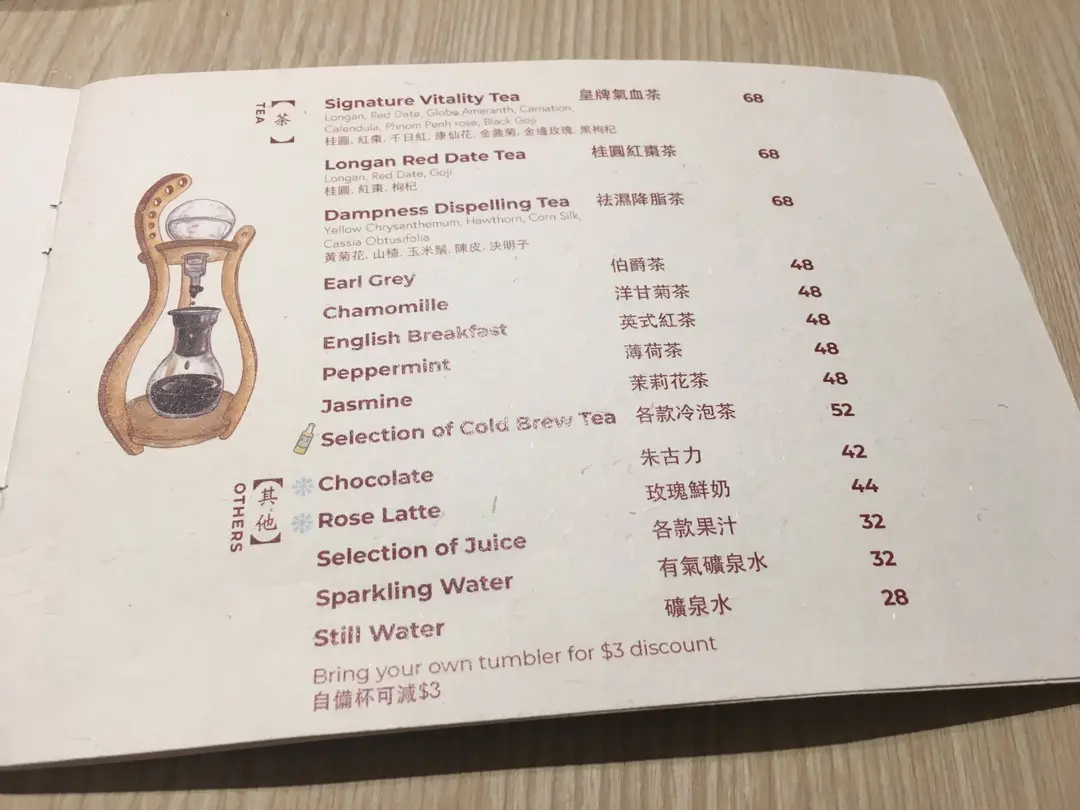 【茶】
TEA
Signature Vitality Tea 皇牌氣血茶 68
Longan, Red Date, Globe Amaranth, Carnation,
Calendula, Phnom Penh rose, Black Goji
桂圓, 紅棗, 千日紅, 康仙花, 金盞菊, 金邊玫瑰, 黑枸杞
Longan Red Date Tea 桂圓紅棗茶 68
Longan, Red Date, Goji
桂圓, 紅棗, 枸杞
Dampness Dispelling Tea 祛濕降脂茶 68
Yellow Chrysanthemum, Hawthorn, Corn Silk,
Cassia Obtusifolia
黃菊花, 山楂, 玉米鬚, 陳皮, 決明子
Earl Grey 伯爵茶 48
Chamomille 洋甘菊茶 48
English Breakfast 英式紅茶 48
Peppermint 薄荷茶 48
Jasmine 茉莉花茶 48
Selection of Cold Brew Tea 各款冷泡茶 52
【其他】
OTHERS
Chocolate 朱古力 42
Rose Latte 玫瑰鮮奶 44
Selection of Juice 各款果汁 32
Sparkling Water 有氣礦泉水 32
Still Water 礦泉水 28
Bring your own tumbler for $3 discount
自備杯可減$3